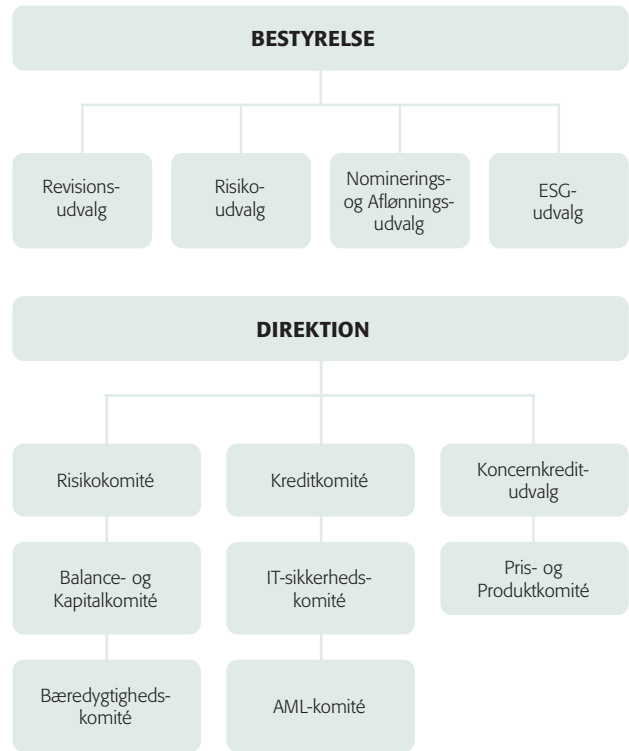 BESTYRELSE
Revisions-
udvalg
Risiko-
udvalg
Nominerings-
og Aflønnings-
udvalg
ESG-
udvalg
DIREKTION
Risikokomité
Kreditkomité
Koncernkredit-
udvalg
Balance- og
Kapitalkomité
IT-sikkerheds-
komité
Pris- og
Produktkomité
Bæredygtigheds-
komité
AML-komité